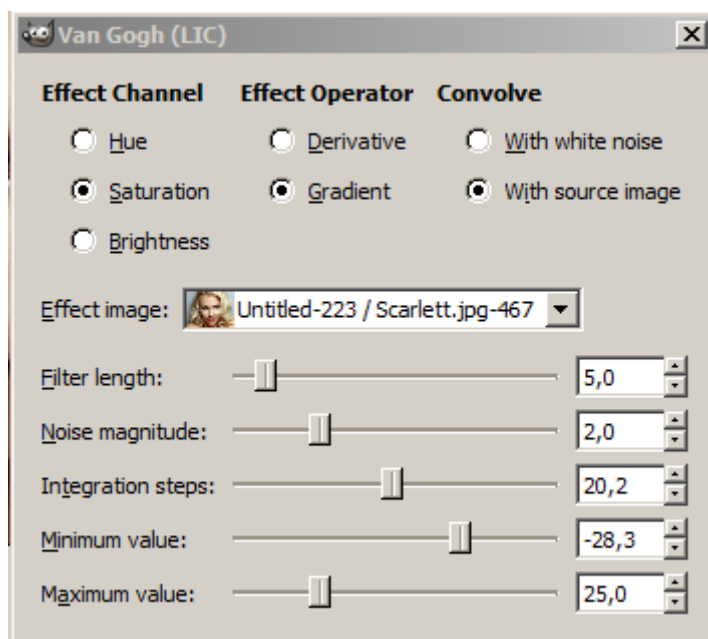 Van Gogh (LIC)
Effect Channel Effect Operator Convolve
Hue Derivative With white noise
Saturation Gradient With source image
Brightness
Effect image: Untitled-223 / Scarlett.jpg-467
Filter length: 5,0
Noise magnitude: 2,0
Integration steps: 20,2
Minimum value: -28,3
Maximum value: 25,0